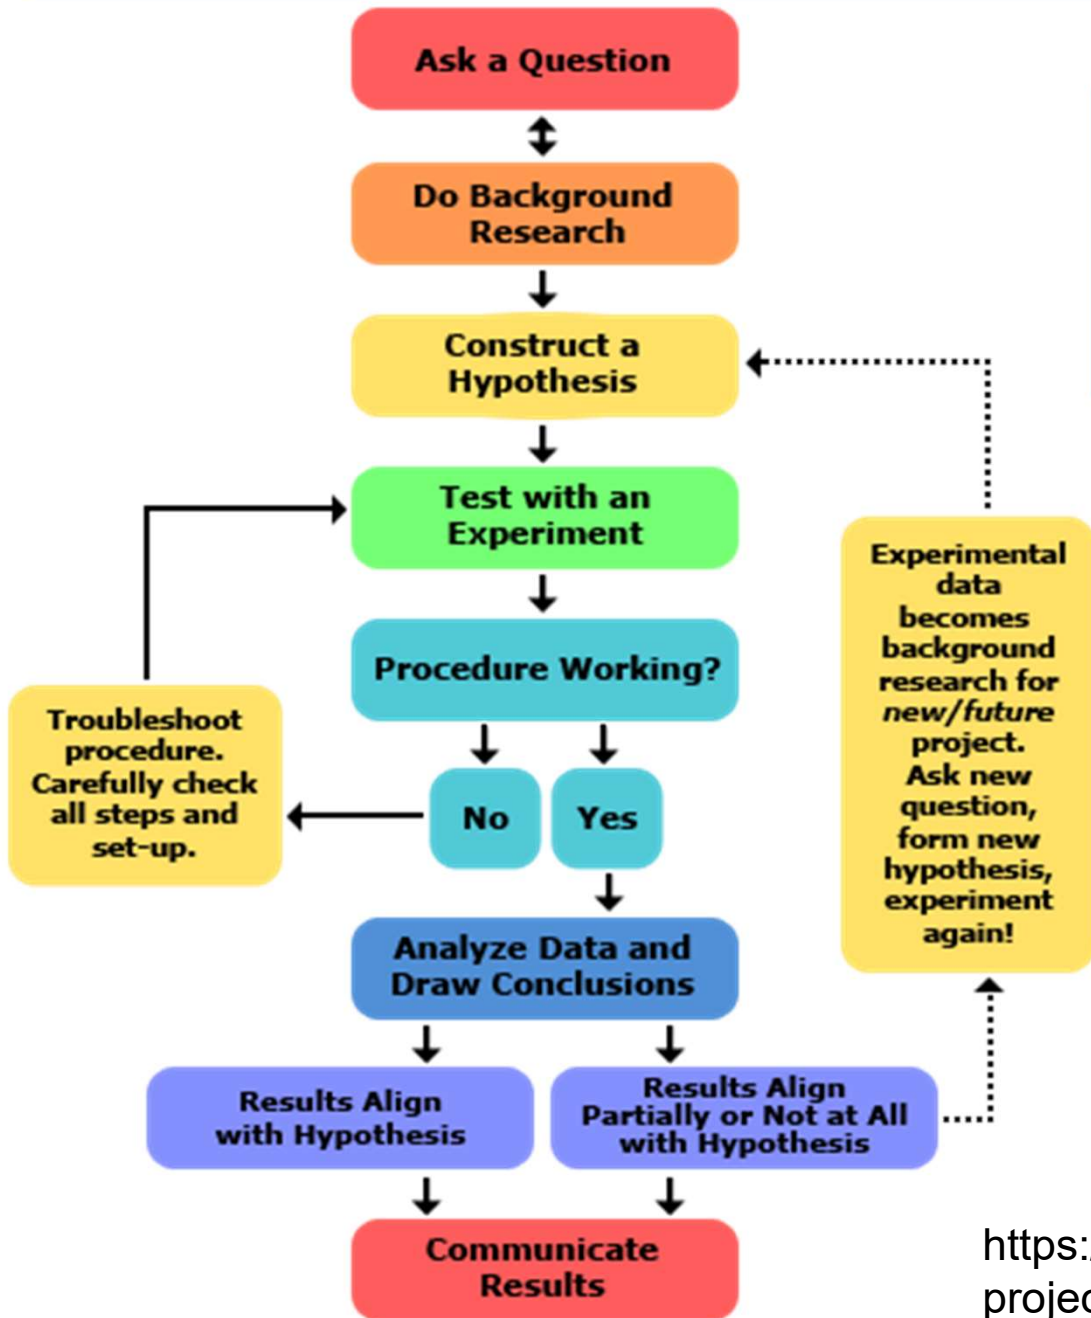 Ask a Question
Do Background
Research
Construct a
Hypothesis
Test with an
Experiment
Procedure Working?
No
Yes
Troubleshoot
procedure.
Carefully check
all steps and
set-up.
Experimental
data
becomes
background
research for
new/future
project.
Ask new
question,
form new
hypothesis,
experiment
again!
Analyze Data and
Draw Conclusions
Results Align
with Hypothesis
Results Align
Partially or Not at All
with Hypothesis
Communicate
Results
https:/
projec